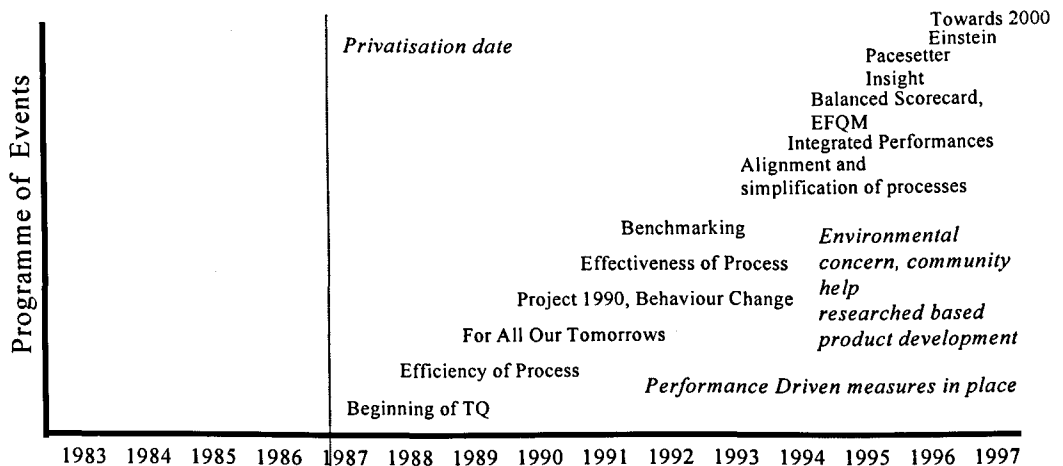 Towards 2000
Einstein
Privatisation date
Pacesetter
Insight
Balanced Scorecard,
EFQM
Integrated Performances
Alignment and
simplification of processes
Programme of Events
Benchmarking
Environmental
Effectiveness of Process
concern, community
Project 1990, Behaviour Change
help
researched based
For All Our Tomorrows
product development
Efficiency of Process
Performance Driven measures in place
Beginning of TQ
1983 1984 1985 1986 1987 1988 1989 1990 1991 1992 1993 1994 1995 1996 1997